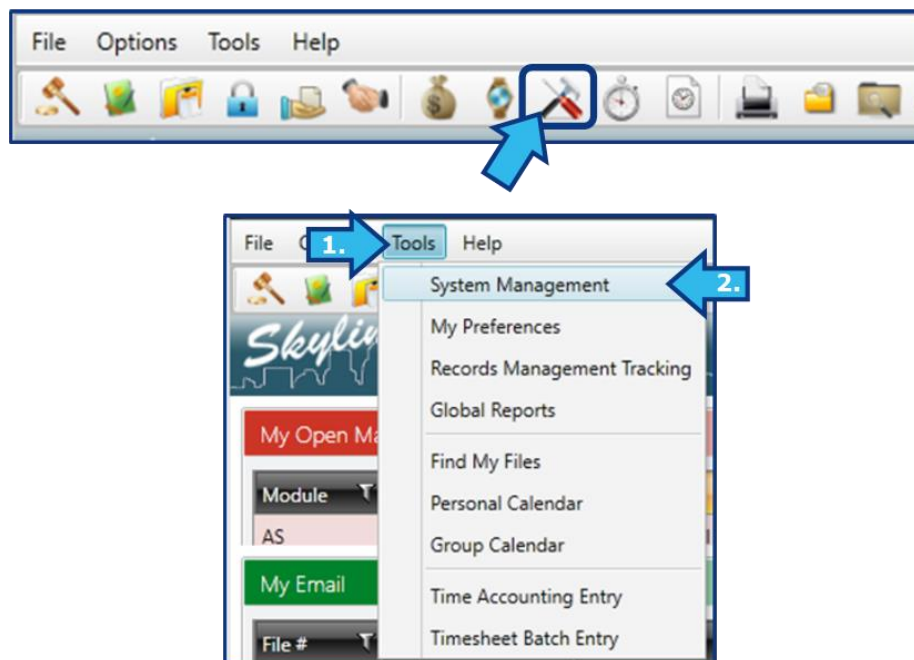 File Options Tools Help
$
File 1. Tools Help
System Management 2.
My Preferences
Records Management Tracking
Global Reports
My Open
Find My Files
Module
Personal Calendar
AS
Group Calendar
My Email
Time Accounting Entry
File #
Timesheet Batch Entry